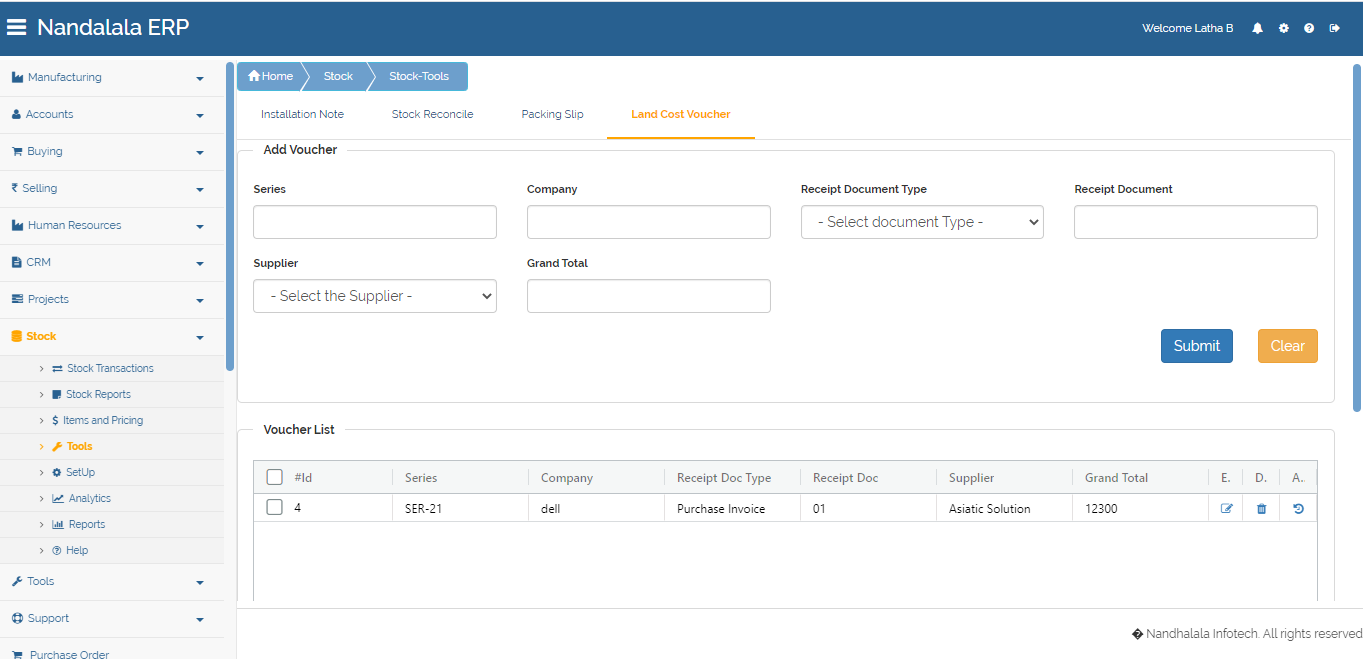 Nandalala ERP
Welcome Latha B
Manufacturing
Accounts
Buying
₹ Selling
Human Resources
CRM
Projects
Stock
Stock Transactions
Stock Reports
$ Items and Pricing
Tools
SetUp
Analytics
Reports
Help
Tools
Support
Purchase Order
Home Stock Stock-Tools
Installation Note Stock Reconcile Packing Slip Land Cost Voucher
Add Voucher
Series Company Receipt Document Type Receipt Document
- Select document Type -
Supplier Grand Total
- Select the Supplier -
Submit Clear
Voucher List
#Id Series Company Receipt Doc Type Receipt Doc Supplier Grand Total E. D. A..
4 SER-21 dell Purchase Invoice 01 Asiatic Solution 12300
� Nandhalala Infotech. All rights reserved